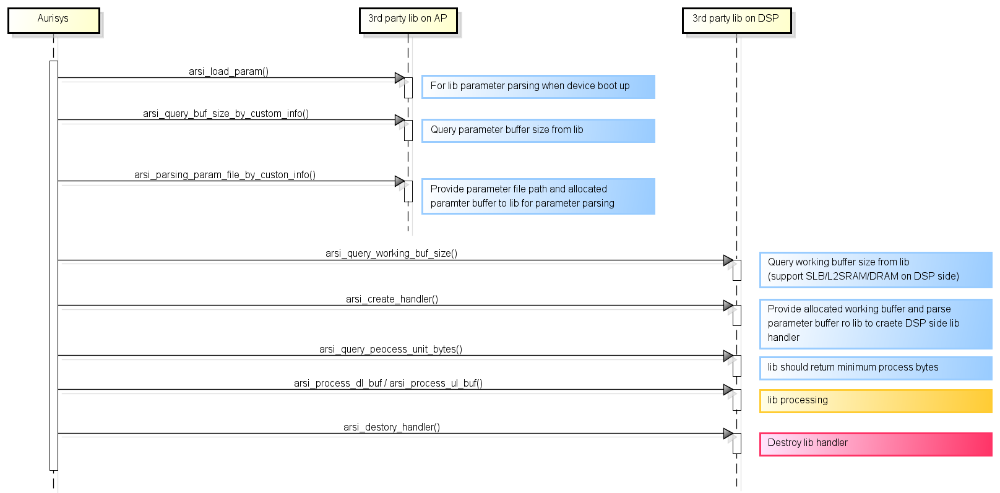 Aurisys
3rd party lib on AP
3rd party lib on DSP
arsi_load_param()
For lib parameter parsing when device boot up
arsi_query_buf_size_by_custom_info()
Query parameter buffer size from lib
arsi_parsing_param_file_by_custon_info()
Provide parameter file path and allocated
paramter buffer to lib for parameter parsing
arsi_query_working_buf_size()
Query working buffer size from lib
(support SLB/L2SRAM/DRAM on DSP side)
arsi_create_handler()
Provide allocated working buffer and parse
parameter buffer ro lib to craete DSP side lib
handler
arsi_query_peocess_unit_bytes()
lib should return minimum process bytes
arsi_process_dl_buf / arsi_process_ul_buf()
lib processing
arsi_destory_handler()
Destroy lib handler